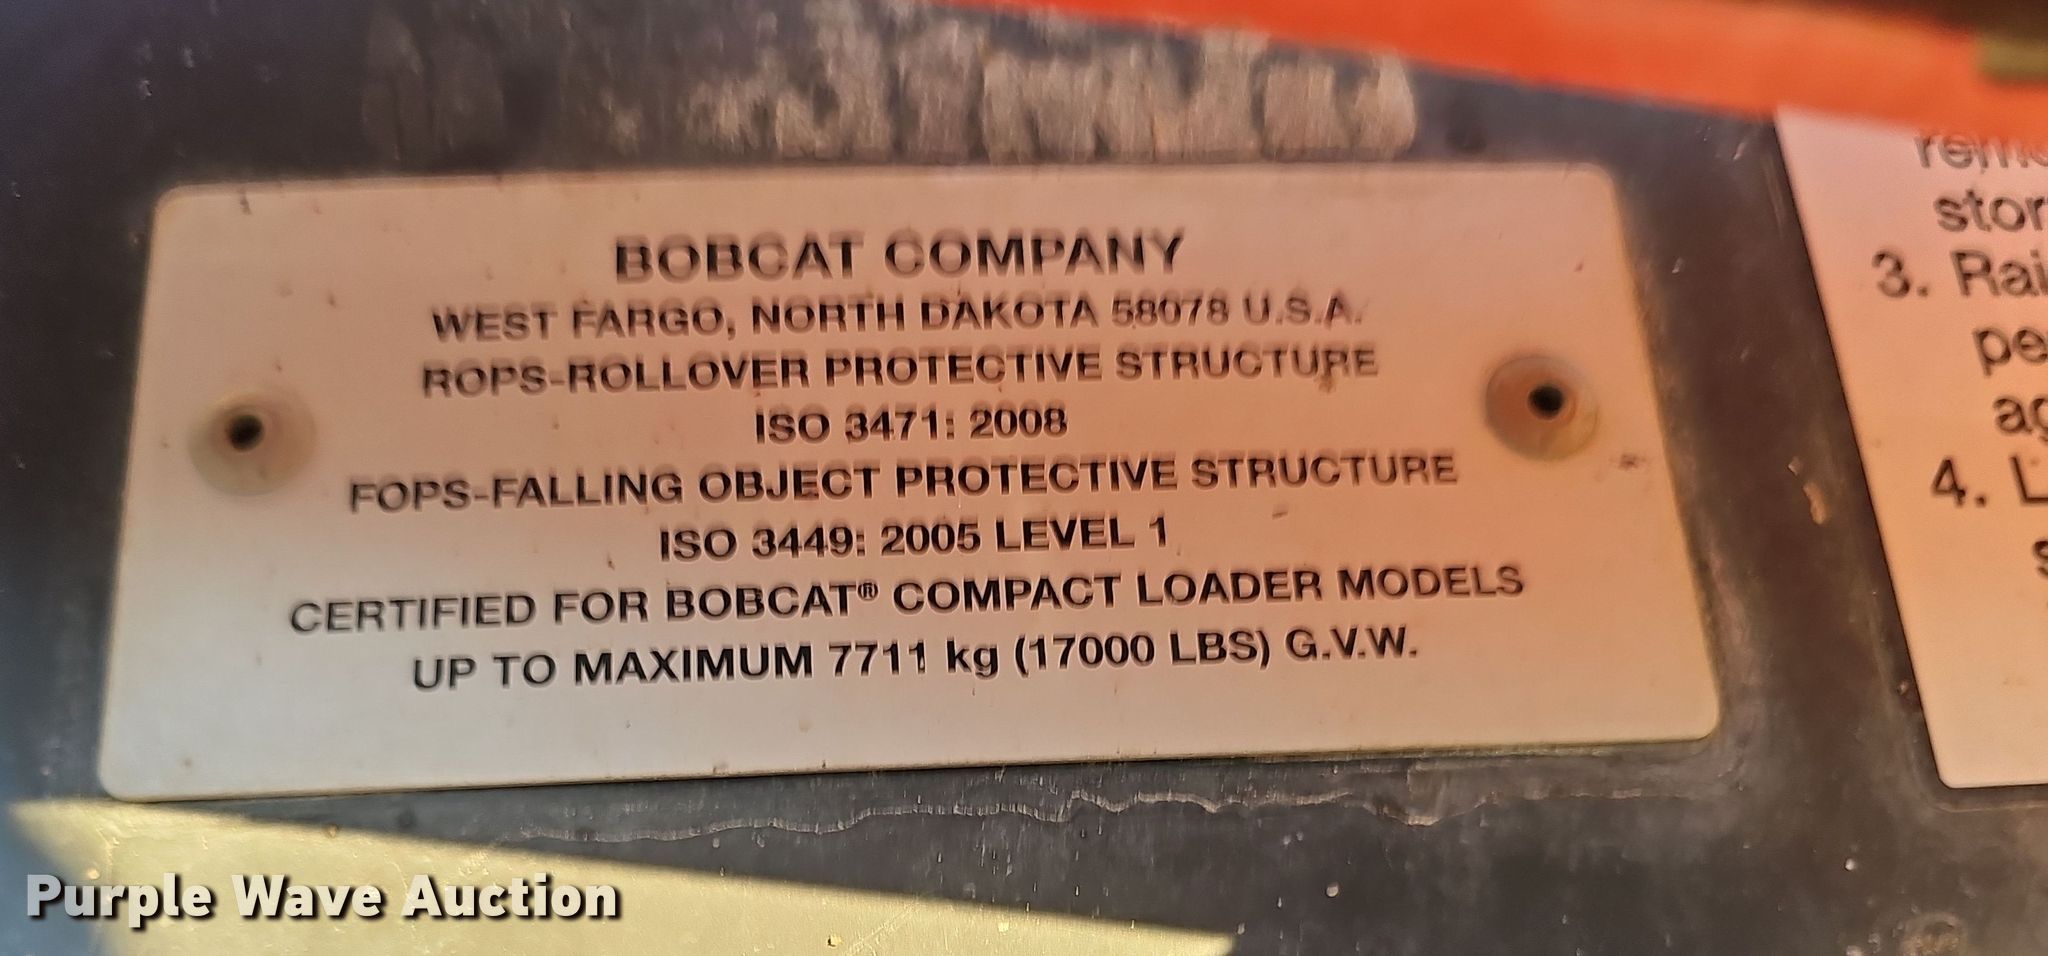 BOBCAT COMPANY
WEST FARGO, NORTH DAKOTA 58078 U.S.A.
ROPS-ROLLOVER PROTECTIVE STRUCTURE
ISO 3471: 2008
FOPS-FALLING OBJECT PROTECTIVE STRUCTURE
ISO 3449: 2005 LEVEL 1
CERTIFIED FOR BOBCAT® COMPACT LOADER MODELS
UP TO MAXIMUM 7711 kg (17000 LBS) G.V.W.
3.
4.
Purple Wave Auction